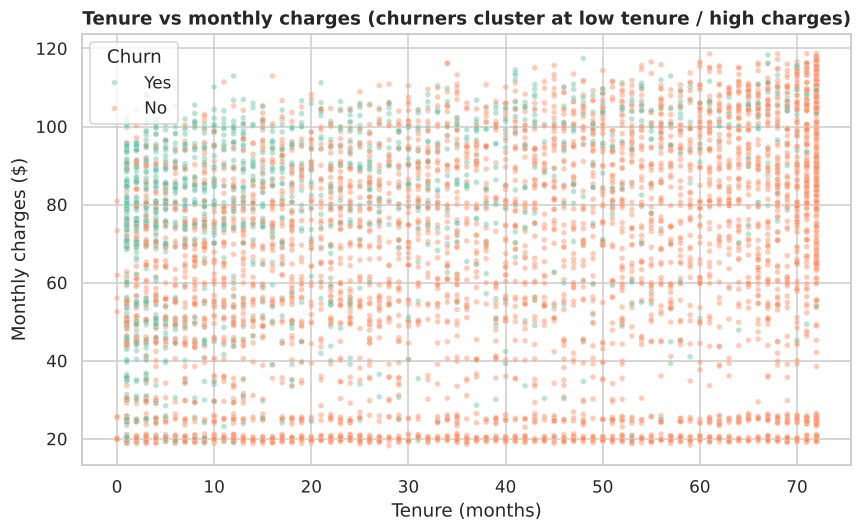 Tenure vs monthly charges (churners cluster at low tenure / high charges)
Churn
Yes
No
Monthly charges ($)
120
100
80
60
40
20
0 10 20 30 40 50 60 70
Tenure (months)